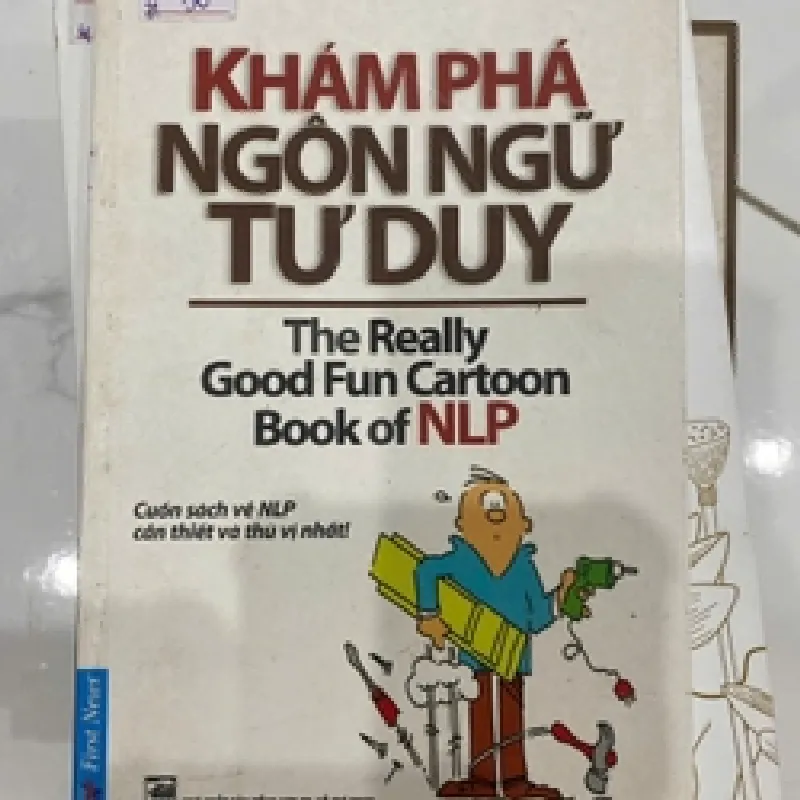 KHÁM PHÁ
NGÔN NGỮ
TƯ DUY
The Really
Good Fun Cartoon
Book of NLP
Cuốn sách về NLP
cần thiết và thú vị nhất!
First News